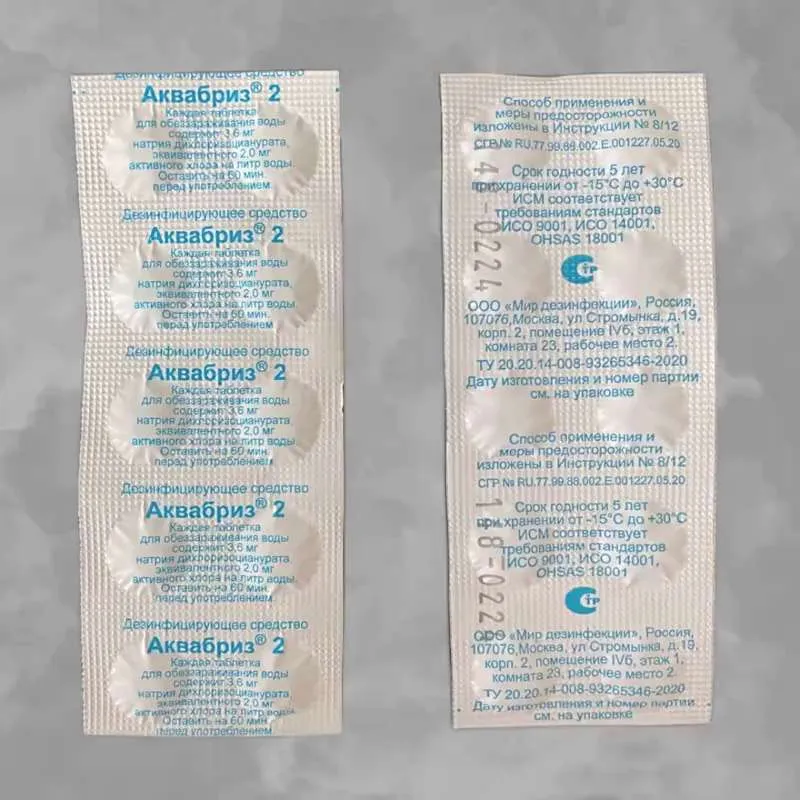 Дезинфицирующее средство
Аквабриз® 2
Каждая таблетка
для обеззараживания воды
содержит 3,6 мг
натрия дихлоризоцианурата,
эквивалентного 2,0 мг
активного хлора на литр воды.
Оставить на 60 мин.
перед употреблением
Дезинфицирующее средство
Аквабриз® 2
Каждая таблетка
для обеззараживания воды
содержит 3,6 мг
натрия дихлоризоцианурата,
эквивалентного 2,0 мг
активного хлора на литр воды.
Оставить на 60 мин.
перед употреблением
Дезинфицирующее средство
Аквабриз® 2
Каждая таблетка
для обеззараживания воды
содержит 3,6 мг
натрия дихлоризоцианурата,
эквивалентного 2,0 мг
активного хлора на литр воды.
Оставить на 60 мин.
перед употреблением
Дезинфицирующее средство
Аквабриз® 2
Каждая таблетка
для обеззараживания воды
содержит 3,6 мг
натрия дихлоризоцианурата,
эквивалентного 2,0 мг
активного хлора на литр воды.
Оставить на 60 мин.
перед употреблением
Дезинфицирующее средство
Аквабриз® 2
Каждая таблетка
для обеззараживания воды
содержит 3,6 мг
натрия дихлоризоцианурата,
эквивалентного 2,0 мг
активного хлора на литр воды.
Оставить на 60 мин.
перед употреблением
Способ применения и
меры предосторожности
изложены в Инструкции № 8/12
СГР № RU.77.99.88.002.E.001227.05.20
Срок годности 5 лет
при хранении от -15°С до +30°С
ИСМ соответствует
требованиям стандартов
ИСО 9001, ИСО 14001,
OHSAS 18001
СТР
ООО «Мир дезинфекции», Россия,
107076,Москва, ул Стромынка, д.19,
корп. 2, помещение IVб, этаж 1,
комната 23, рабочее место 2.
ТУ 20.20.14-008-93265346-2020
Дату изготовления и номер партии
см. на упаковке
Способ применения и
меры предосторожности
изложены в Инструкции № 8/12
СГР № RU.77.99.88.002.E.001227.05.20
Срок годности 5 лет
при хранении от -15°С до +30°С
ИСМ соответствует
требованиям стандартов
ИСО 9001, ИСО 14001,
OHSAS 18001
СТР
ООО «Мир дезинфекции», Россия,
107076,Москва, ул Стромынка, д.19,
корп. 2, помещение IVб, этаж 1,
комната 23, рабочее место 2.
ТУ 20.20.14-008-93265346-2020
Дату изготовления и номер партии
см. на упаковке
4-0224
18-022